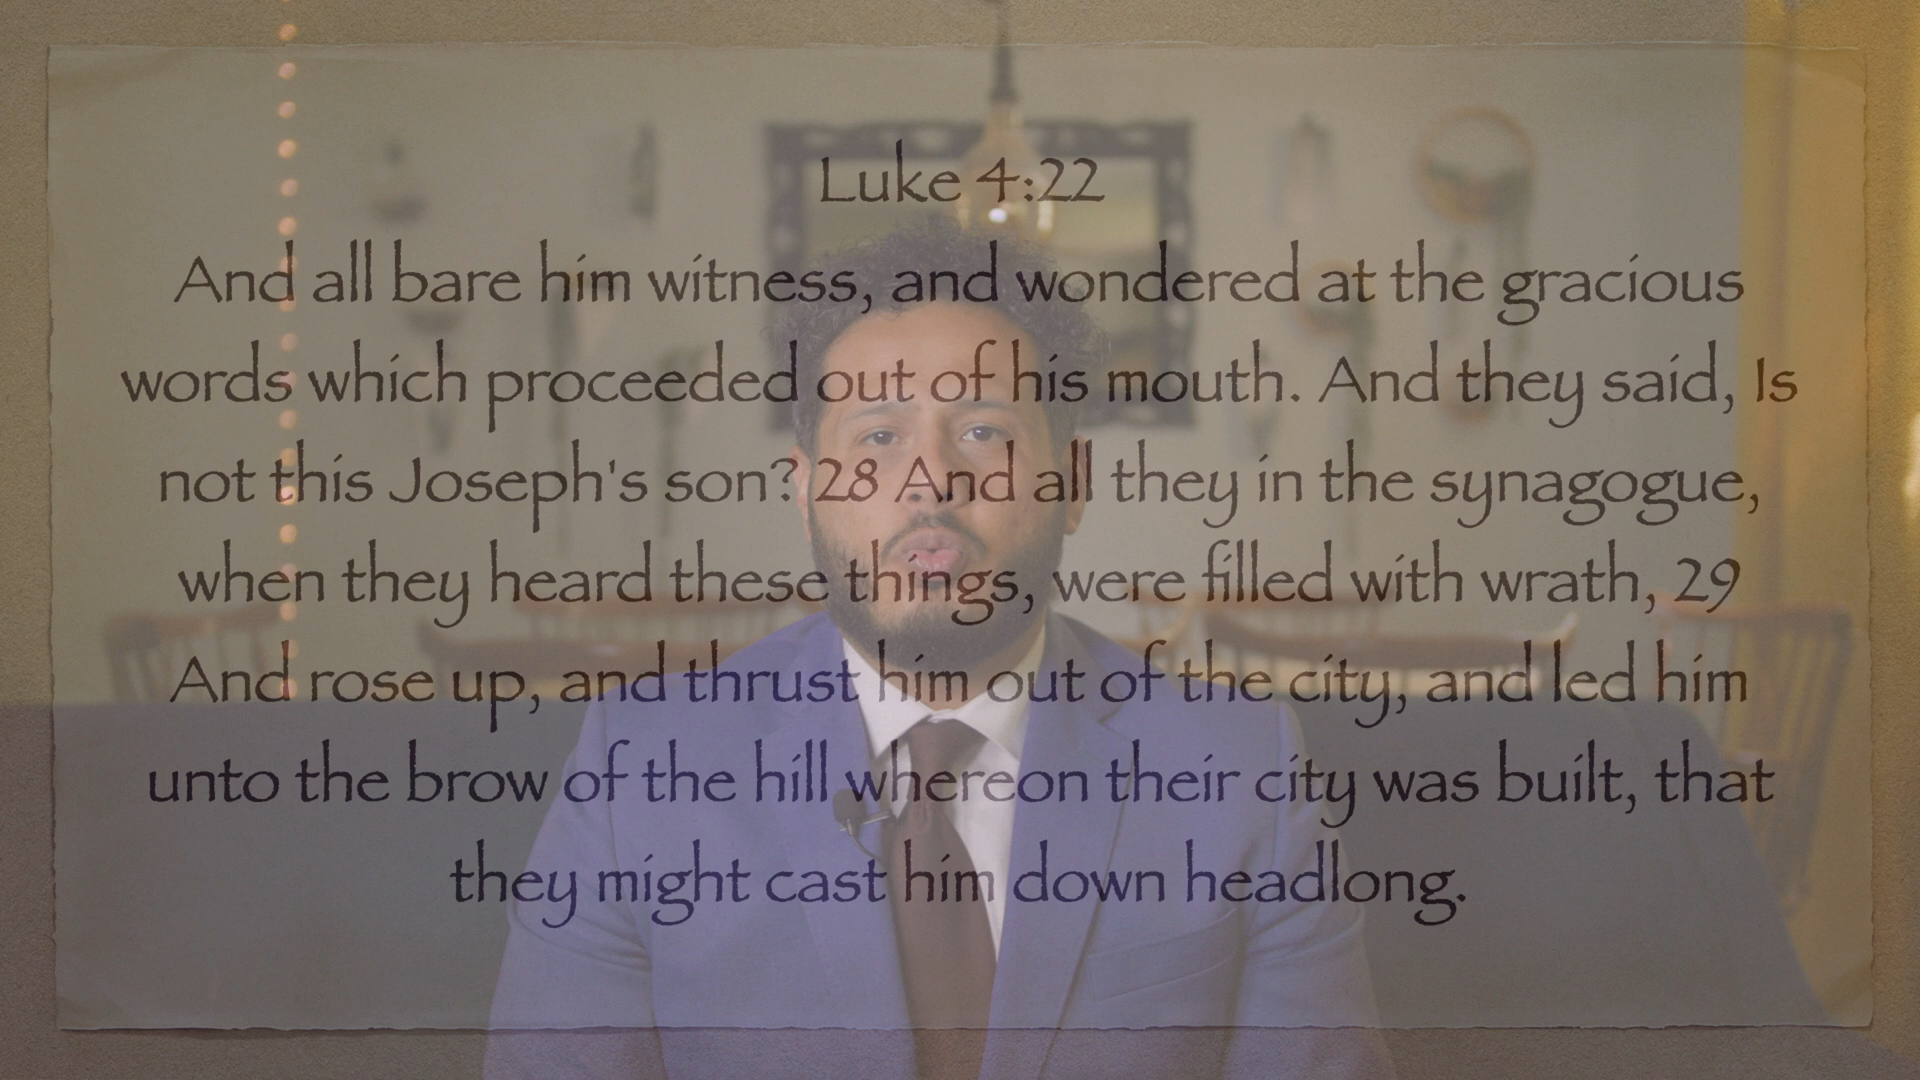 Luke 4:22
And all bare him witness, and wondered at the gracious
words which proceeded out of his mouth. And they said, Is
not this Joseph's son? 28 And all they in the synagogue,
when they heard these things, were filled with wrath, 29
And rose up, and thrust him out of the city, and led him
unto the brow of the hill whereon their city was built, that
they might cast him down headlong.